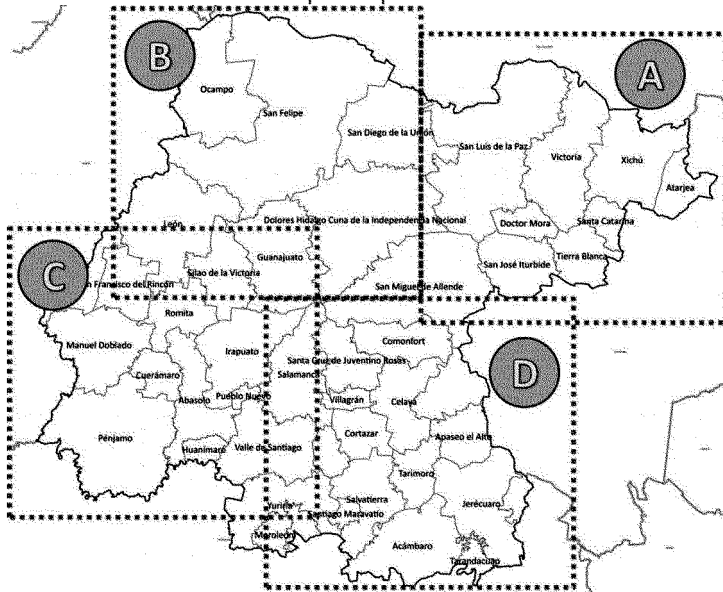 B
A
Ocampo
San Felipe
San Diego de la Unión
San Luis de la Paz
Victoria
Xichú
Atarjea
León
Dolores Hidalgo Cuna de la Independencia Nacional
Doctor Mora
Santa Catarina
Guanajuato
San José Iturbide
Tierra Blanca
C
Silao de la Victoria
n Francisco del Rincón
San Miguel de Allende
Romita
Manuel Doblado
Irapuato
Comonfort
Santa Cruz de Juventino Rosas
D
Cuerámaro
Salamanca
Abasolo
Pueblo Nuevo
Villagrán
Celaya
Pénjamo
Huanímaro
Valle de Santiago
Cortazar
Apaseo el Alto
Tarimoro
Yuriria
Salvatierra
Jerécuaro
Santiago Maravatío
Moroleón
Acámbaro
Tarandacuao